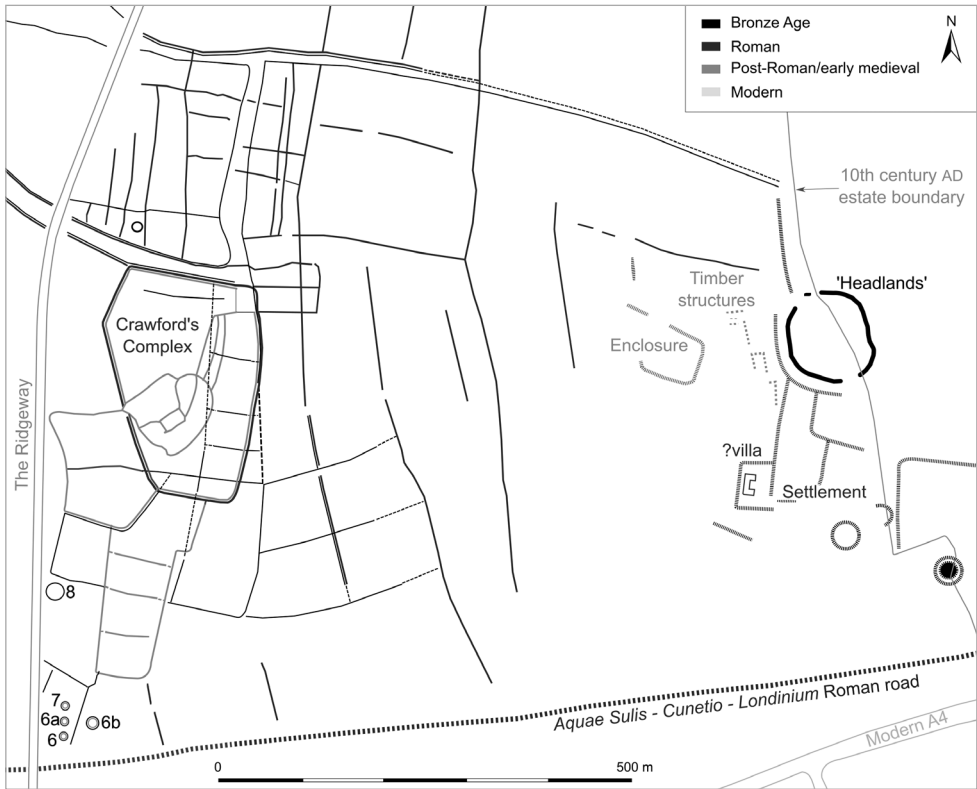 Bronze Age
Roman
Post-Roman/early medieval
Modern
N
10th century AD
estate boundary
'Headlands'
Timber
structures
Enclosure
Crawford's
Complex
The Ridgeway
?villa
Settlement
8
7
6a
6b
6
Aquae Sulis - Cunetio - Londinium Roman road
Modern A4
0
500 m